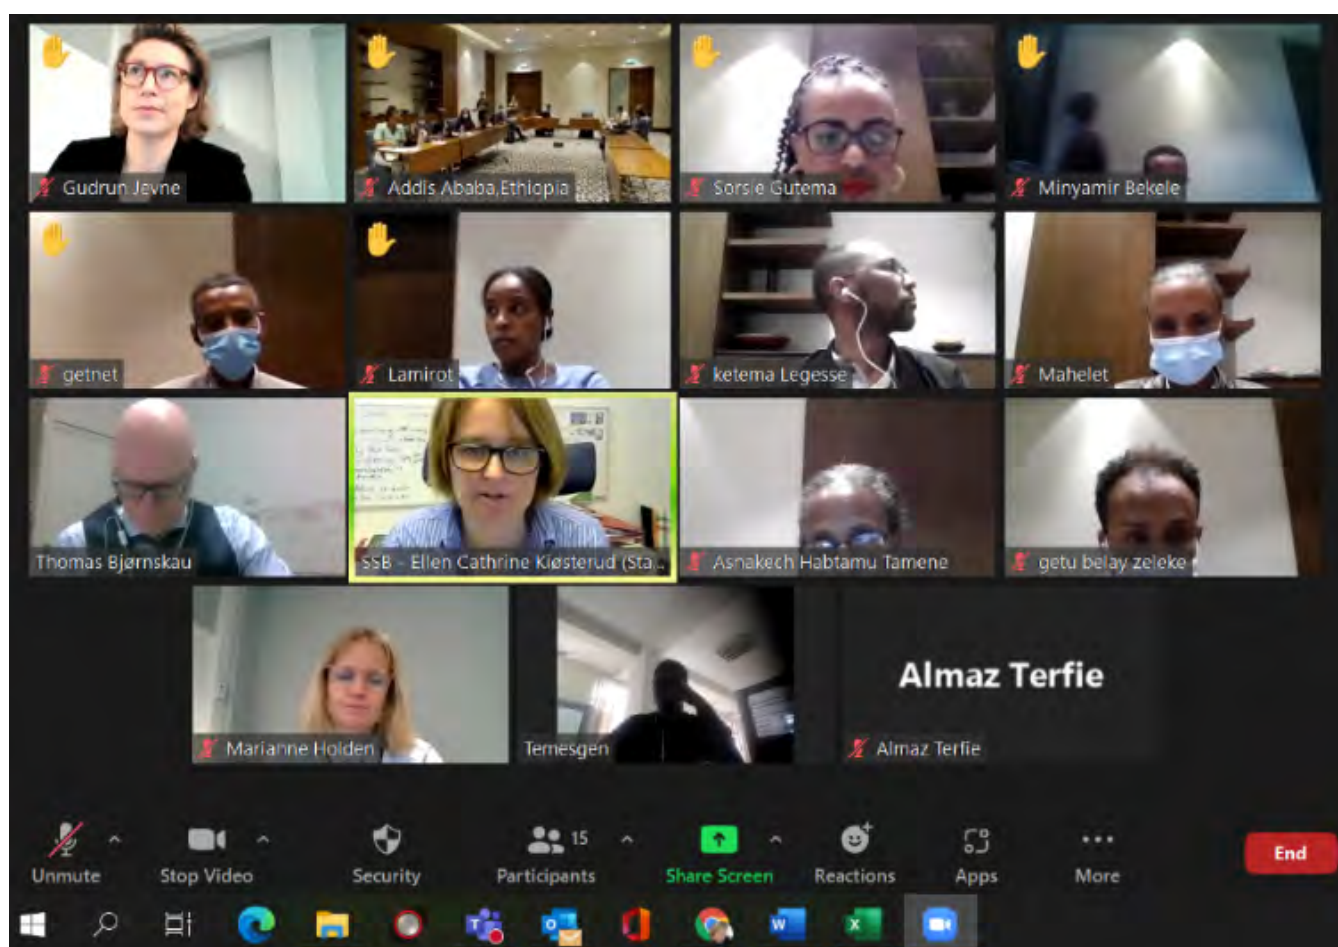 Gudrun Jevne
Addis Ababa,Ethiopia
Sorsie Gutema
Minyamir Bekele
getnet
Lamirot
ketema Legesse
Mahelet
Thomas Bjørnskau
SSB - Ellen Cathrine Kiøsterud (Sta...
Asnakech Habtamu Tamene
getu belay zeleke
Marianne Holden
Temesgen
Almaz Terfie
Almaz Terfie
15
Unmute
Stop Video
Security
Participants
Share Screen
Reactions
Apps
More
End